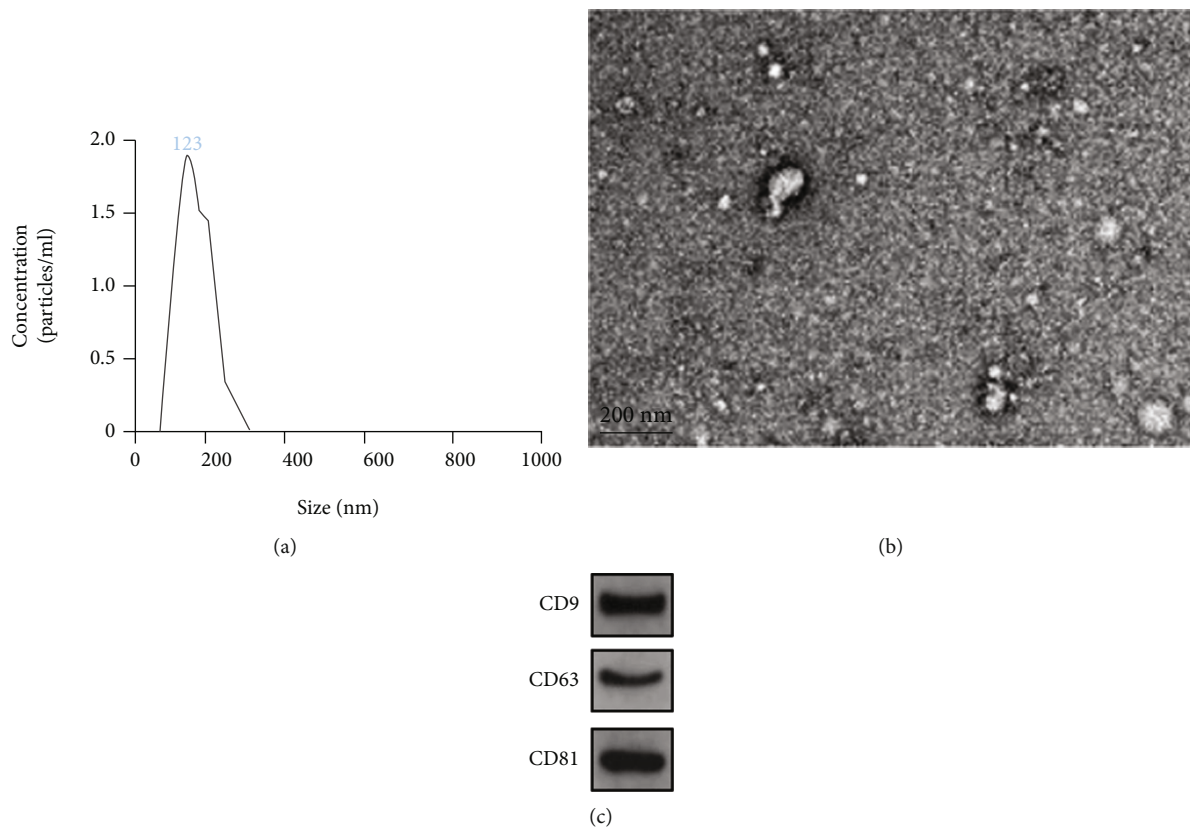 123
2.0
1.5
1.0
0.5
0
Concentration
(particles/ml)
0 200 400 600 800 1000
Size (nm)
(a)
200 nm
(b)
CD9
CD63
CD81
(c)